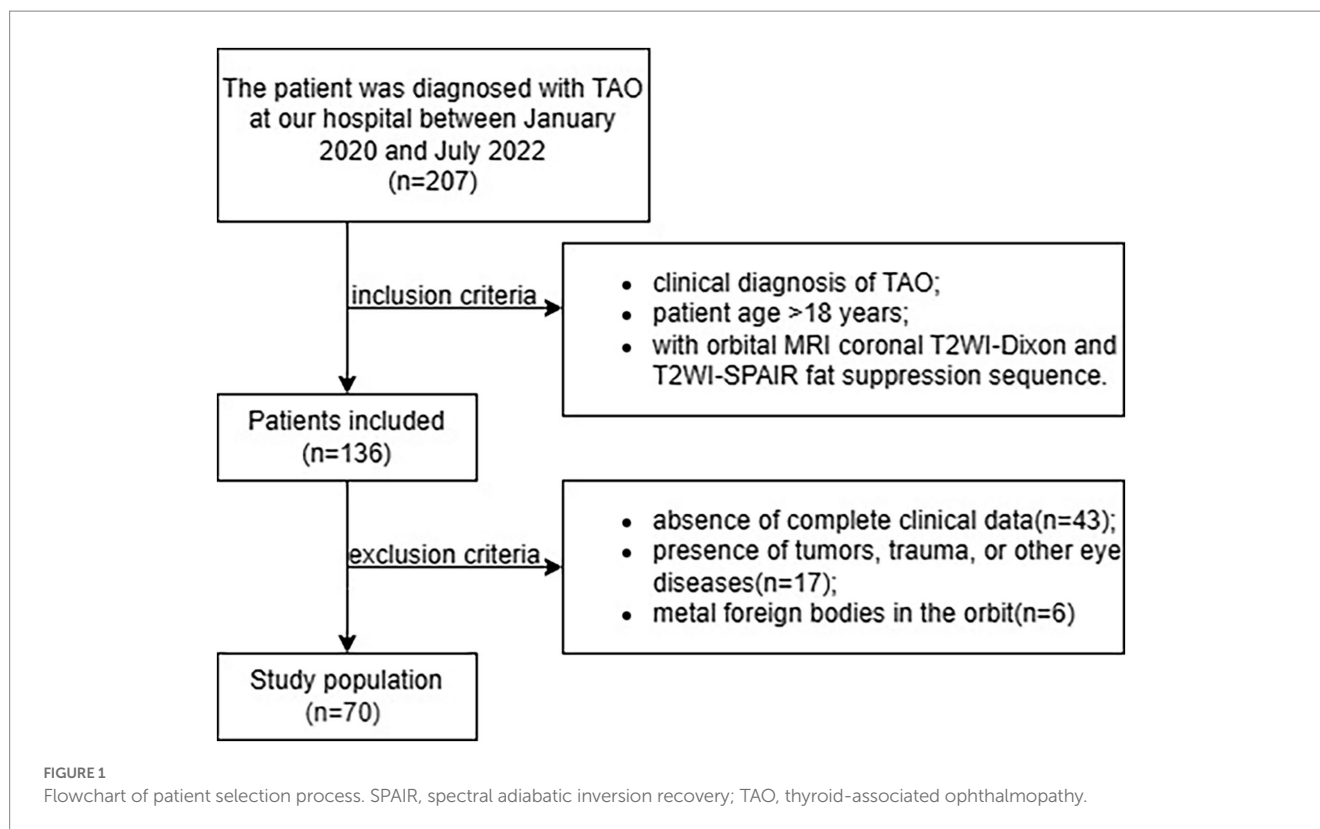 The patient was diagnosed with TAO
at our hospital between January
2020 and July 2022
(n=207)
inclusion criteria
• clinical diagnosis of TAO;
• patient age >18 years;
• with orbital MRI coronal T2WI-Dixon and
T2WI-SPAIR fat suppression sequence.
Patients included
(n=136)
exclusion criteria
• absence of complete clinical data(n=43);
• presence of tumors, trauma, or other eye
diseases(n=17);
• metal foreign bodies in the orbit(n=6)
Study population
(n=70)
FIGURE 1
Flowchart of patient selection process. SPAIR, spectral adiabatic inversion recovery; TAO, thyroid-associated ophthalmopathy.